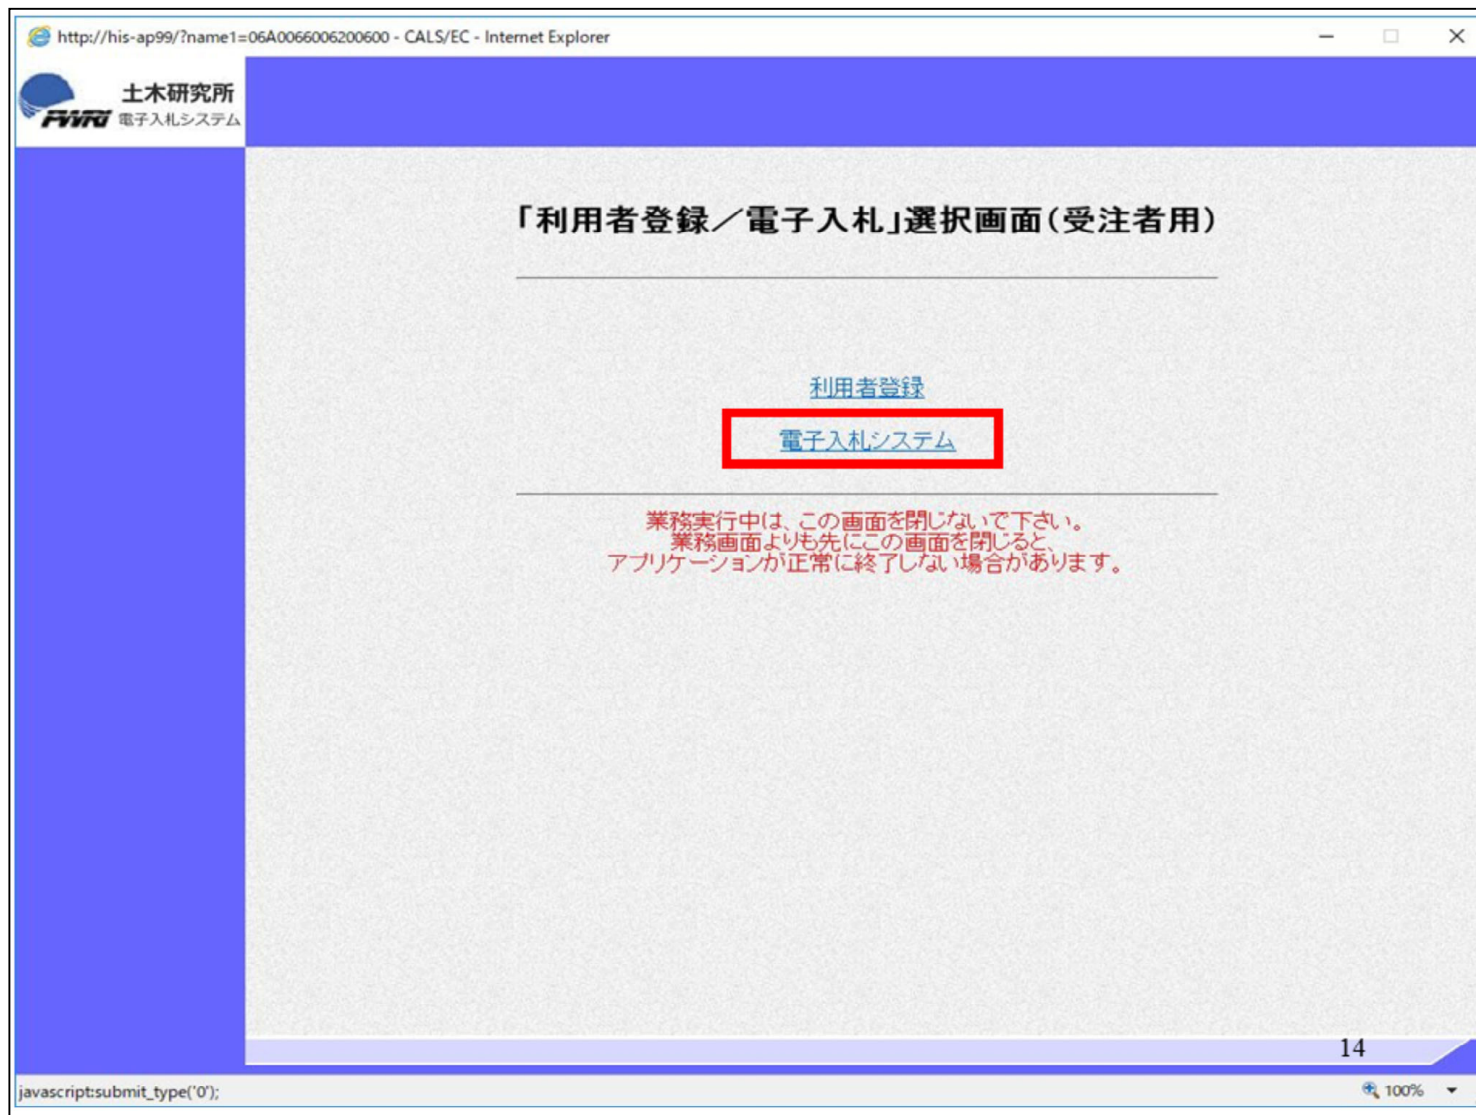 http://his-ap99/?name1=06A0066006200600 - CALS/EC - Internet Explorer
土木研究所
PWRI 電子入札システム
「利用者登録／電子入札」選択画面（受注者用）
利用者登録
電子入札システム
業務実行中は、この画面を閉じないで下さい。
業務画面よりも先にこの画面を閉じると、
アプリケーションが正常に終了しない場合があります。
14
javascript:submit_type('0');
100%